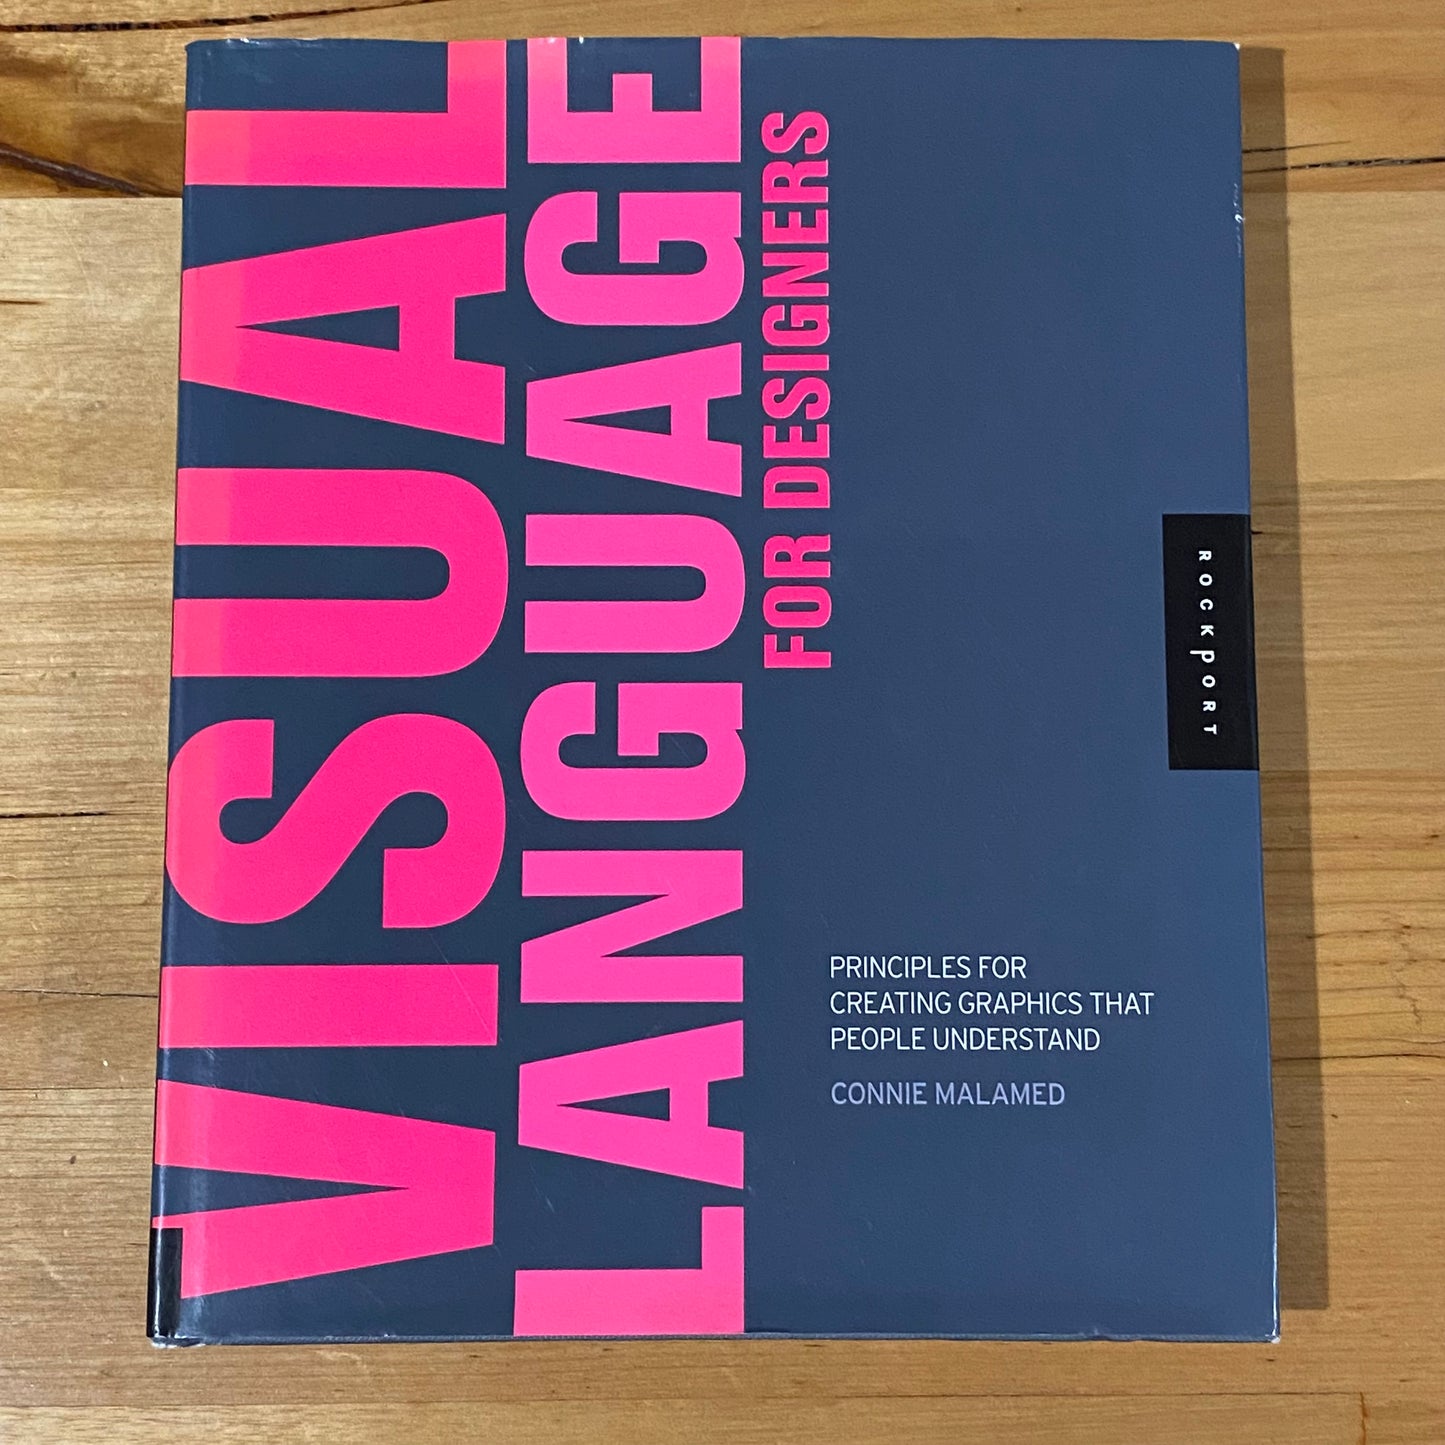 VISUAL
LANGUAGE
FOR DESIGNERS
ROCKPORT
PRINCIPLES FOR
CREATING GRAPHICS THAT
PEOPLE UNDERSTAND
CONNIE MALAMED